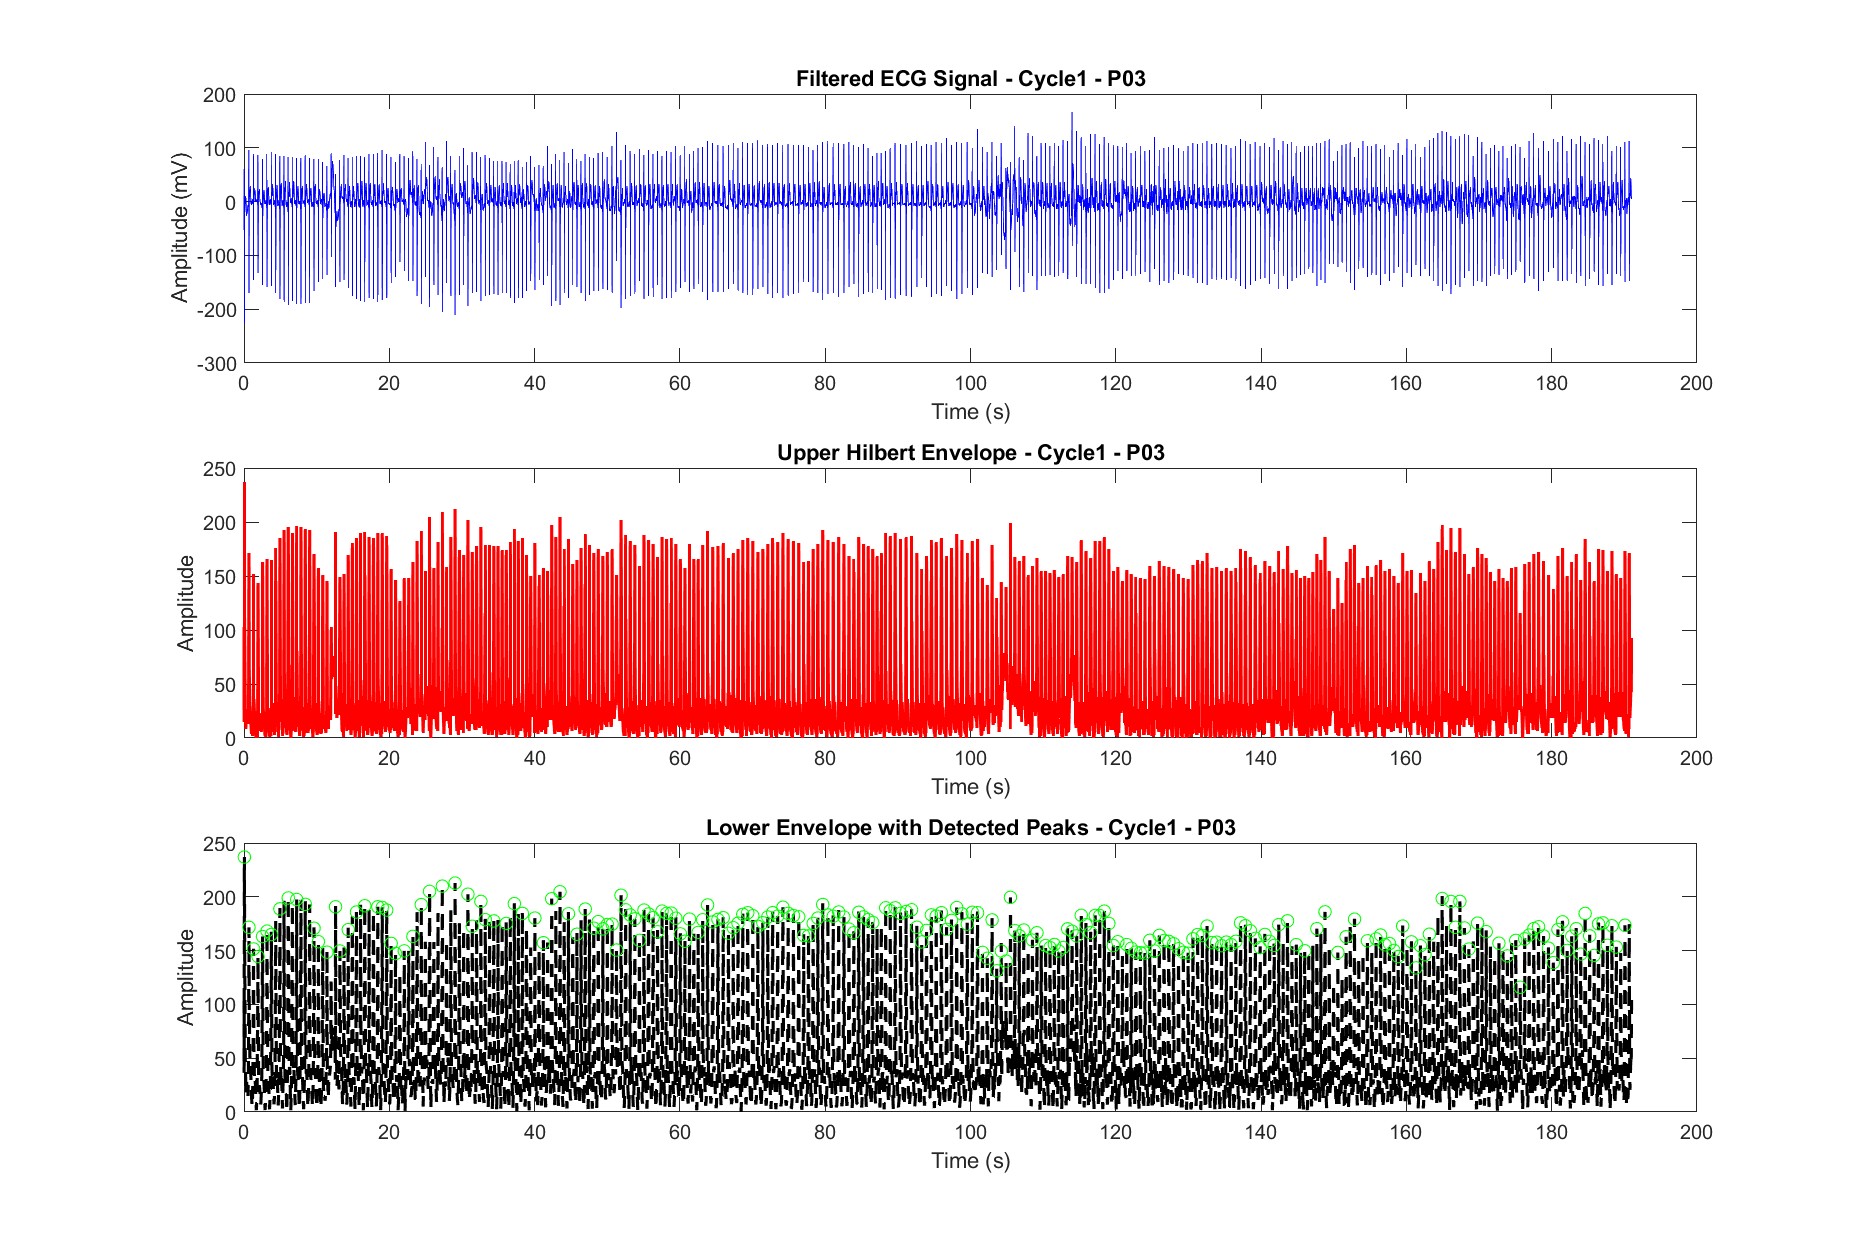 Filtered ECG Signal - Cycle1 - P03
200
100
0
-100
-200
-300
Amplitude (mV)
0 20 40 60 80 100 120 140 160 180 200
Time (s)
Upper Hilbert Envelope - Cycle1 - P03
250
200
150
100
50
0
Amplitude
0 20 40 60 80 100 120 140 160 180 200
Time (s)
Lower Envelope with Detected Peaks - Cycle1 - P03
250
200
150
100
50
0
Amplitude
0 20 40 60 80 100 120 140 160 180 200
Time (s)